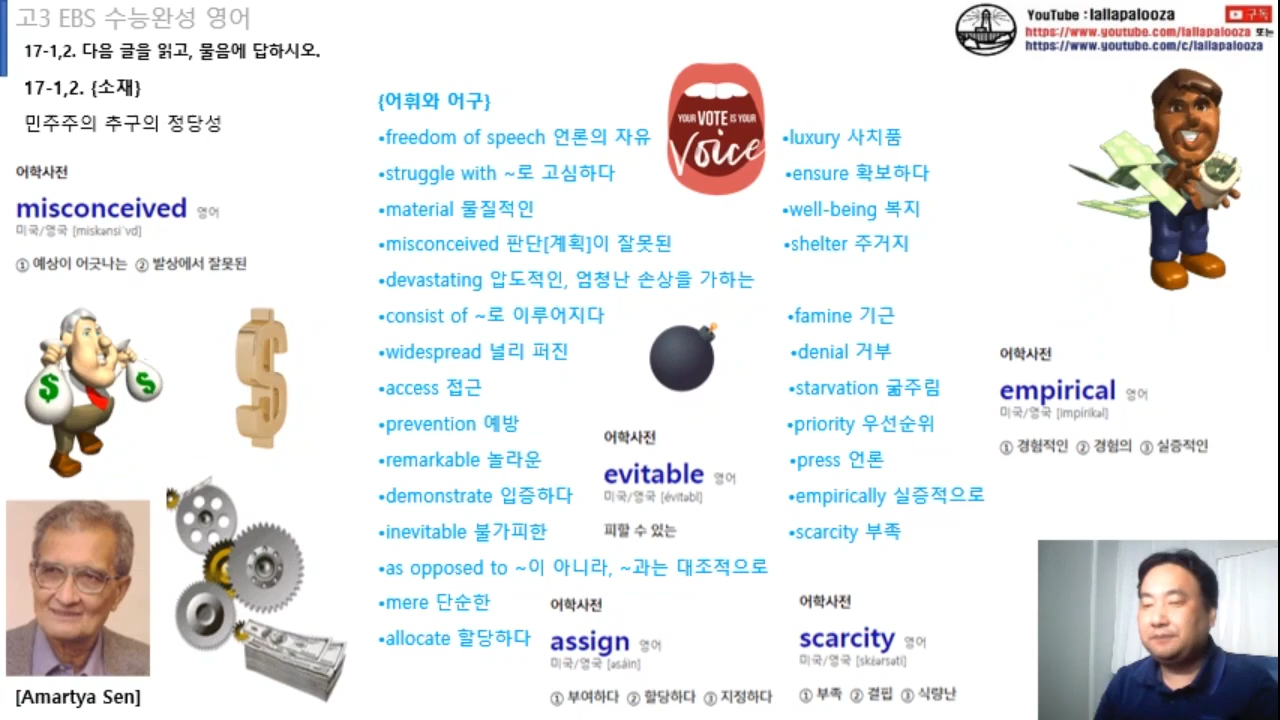 고3 EBS 수능완성 영어
17-1,2. 다음 글을 읽고, 물음에 답하시오.
17-1,2. {소재}
민주주의 추구의 정당성
어학사전
misconceived 영어
미국/영국 [miskənsiˈvd]
① 예상이 어긋나는 ② 발상에서 잘못된
$
$
[Amartya Sen]
{어휘와 어구}
•freedom of speech 언론의 자유
•struggle with ~로 고심하다
•material 물질적인
•misconceived 판단[계획]이 잘못된
•devastating 압도적인, 엄청난 손상을 가하는
•consist of ~로 이루어지다
•widespread 널리 퍼진
•access 접근
•prevention 예방
•remarkable 놀라운
•demonstrate 입증하다
•inevitable 불가피한
•as opposed to ~이 아니라, ~과는 대조적으로
•mere 단순한
•allocate 할당하다
YOUR VOTE IS YOUR
Voice
어학사전
evitable 영어
미국/영국 [évitəbl]
피할 수 있는
어학사전
assign 영어
미국/영국 [əsáin]
① 부여하다 ② 할당하다 ③ 지정하다
•luxury 사치품
•ensure 확보하다
•well-being 복지
•shelter 주거지
•famine 기근
•denial 거부
•starvation 굶주림
•priority 우선순위
•press 언론
•empirically 실증적으로
•scarcity 부족
어학사전
scarcity 영어
미국/영국 [skɛ́ərsəti]
① 부족 ② 결핍 ③ 식량난
YouTube : lallapalooza
구독
https://www.youtube.com/lallapalooza 또는
https://www.youtube.com/c/lallapalooza
어학사전
empirical 영어
미국/영국 [impírikəl]
① 경험적인 ② 경험의 ③ 실증적인